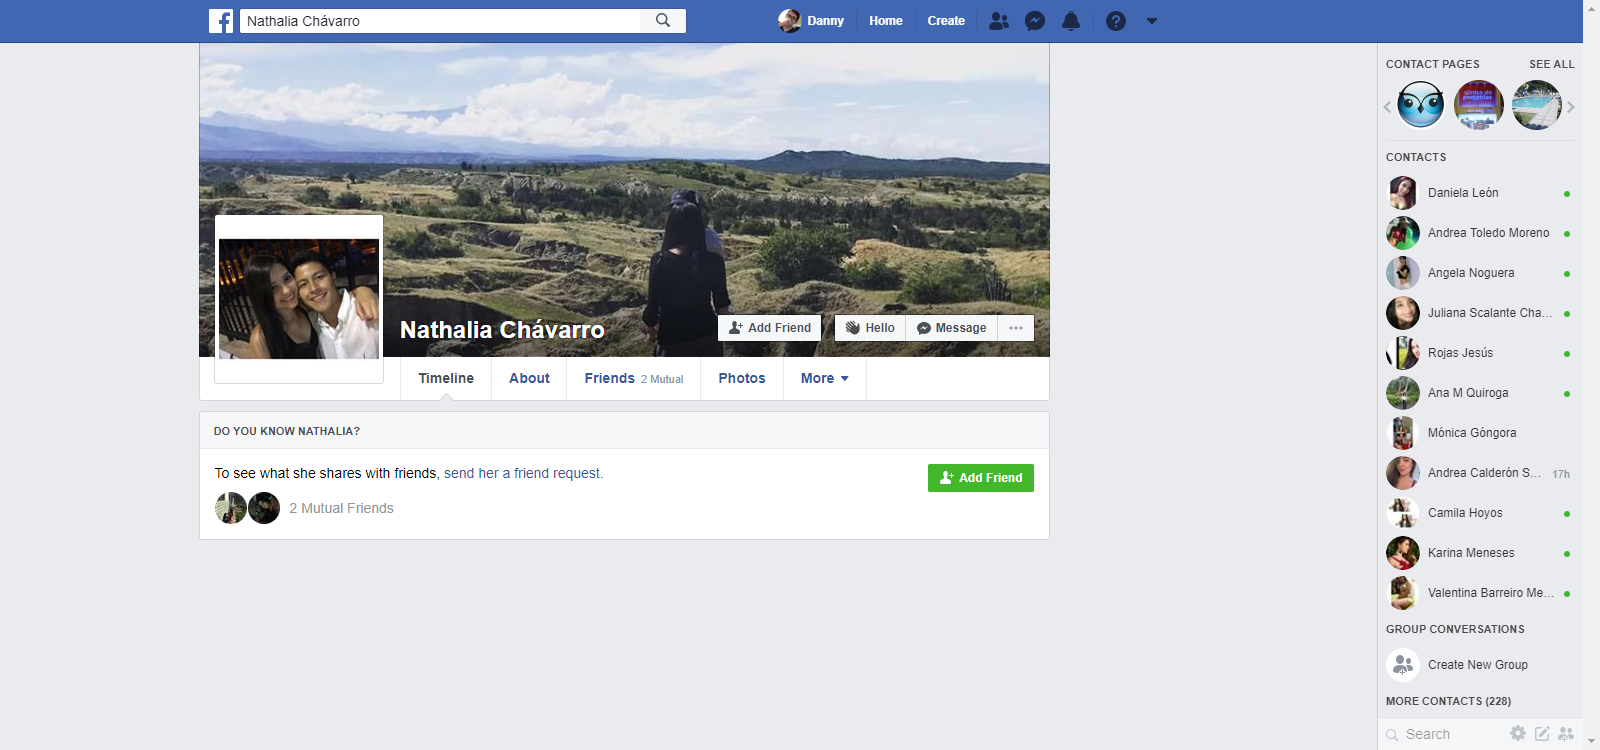 Nathalia Chávarro
Danny
Home
Create
Nathalia Chávarro
Add Friend
Hello
Message
Timeline
About
Friends 2 Mutual
Photos
More
DO YOU KNOW NATHALIA?
To see what she shares with friends, send her a friend request.
Add Friend
2 Mutual Friends
CONTACT PAGES
SEE ALL
CONTACTS
Daniela León
Andrea Toledo Moreno
Angela Noguera
Juliana Scalante Cha...
Rojas Jesús
Ana M Quiroga
Mónica Góngora
Andrea Calderón S... 17h
Camila Hoyos
Karina Meneses
Valentina Barreiro Me...
GROUP CONVERSATIONS
Create New Group
MORE CONTACTS (228)
Search